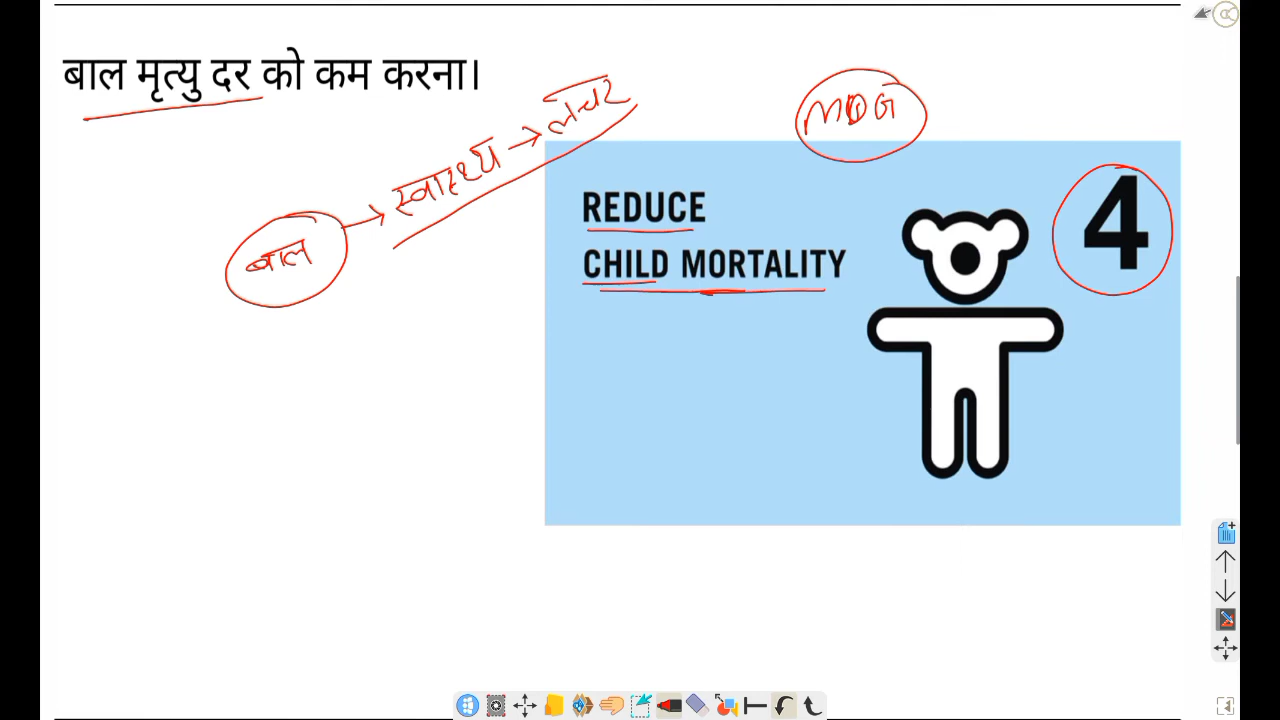 बाल मृत्यु दर को कम करना।
MDG
बाल → स्वास्थ्य →
REDUCE
CHILD MORTALITY
4